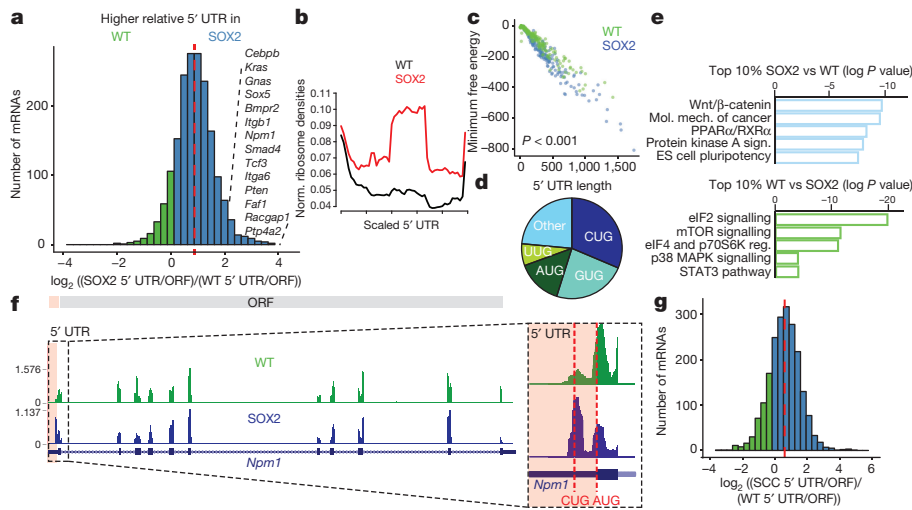 a
Higher relative 5′ UTR in
WT SOX2
Cebpb
Kras
Gnas
Sox5
Bmpr2
Itgb1
Npm1
Smad4
Tcf3
Itga6
Pten
Faf1
Racgap1
Ptp4a2
Number of mRNAs
200
100
0
−4 −2 0 2 4
log₂ ((SOX2 5′ UTR/ORF)/(WT 5′ UTR/ORF))
b
WT
SOX2
Norm. ribosome densities
0.14
0.13
0.12
0.11
0.10
0.09
0.08
0.07
0.06
0.05
0.04
Scaled 5′ UTR
c
WT
SOX2
Minimum free energy
0
−200
−400
−600
−800
P < 0.001
0 500 1,000 1,500
5′ UTR length
d
Other
CUG
UUG
AUG
GUG
e
Top 10% SOX2 vs WT (log P value)
0 −5 −10
Wnt/β-catenin
Mol. mech. of cancer
PPARα/RXRα
Protein kinase A sign.
ES cell pluripotency
Top 10% WT vs SOX2 (log P value)
0 −10 −20
eIF2 signalling
mTOR signalling
eIF4 and p70S6K reg.
p38 MAPK signalling
STAT3 pathway
f
ORF
5′ UTR
WT
1.576
0
SOX2
1.137
0
Npm1
5′ UTR
Npm1
CUG AUG
g
Number of mRNAs
300
200
100
0
−4 −2 0 2 4 6
log₂ ((SCC 5′ UTR/ORF)/
(WT 5′ UTR/ORF))